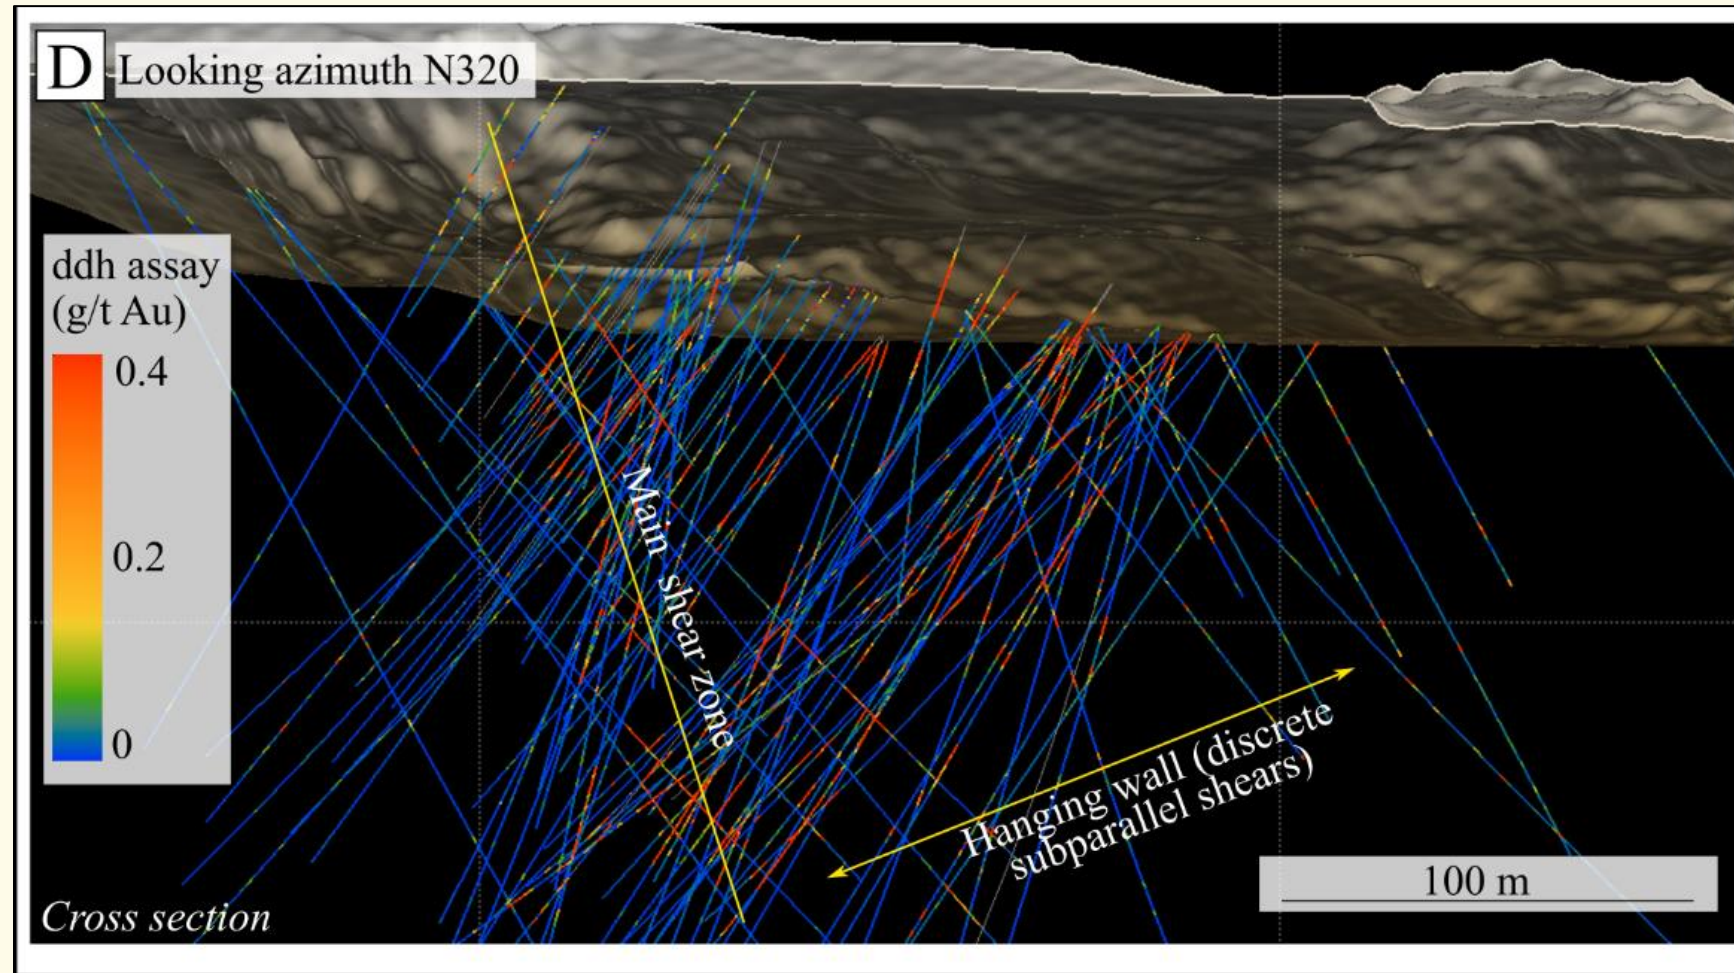 D
Looking azimuth N320
ddh assay
(g/t Au)
0.4
0.2
0
Main shear zone
Hanging wall (discrete
subparallel shears)
100 m
Cross section